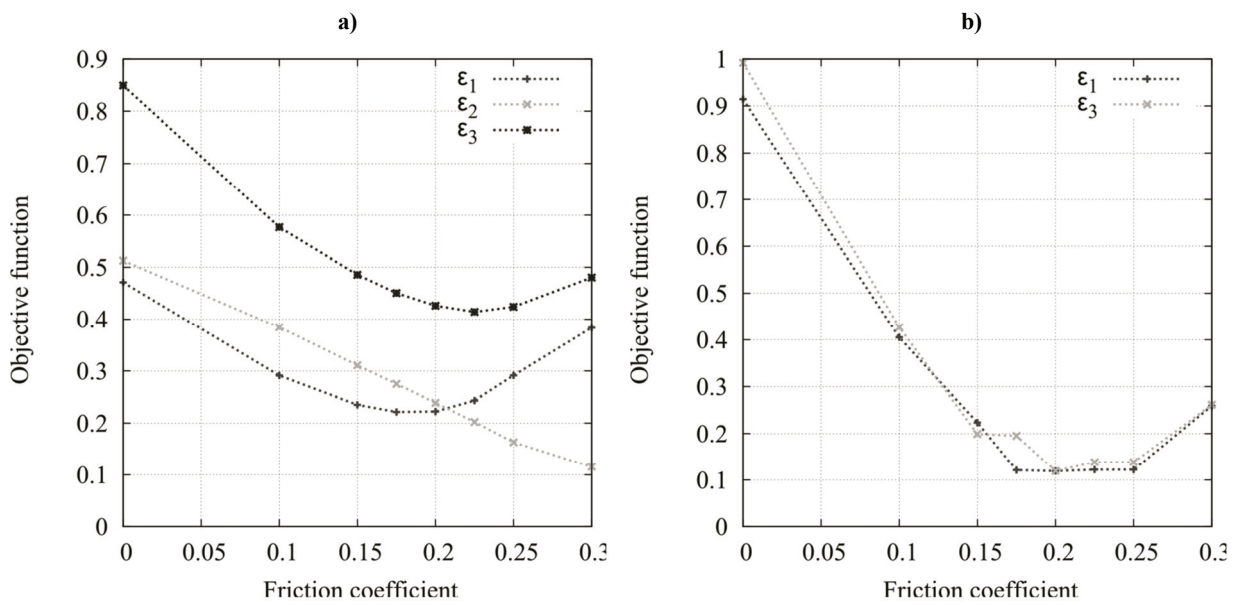 a)
0.9
0.8
0.7
0.6
0.5
0.4
0.3
0.2
0.1
0
0 0.05 0.1 0.15 0.2 0.25 0.3
Objective function
Friction coefficient
ε1
ε2
ε3
b)
1
0.9
0.8
0.7
0.6
0.5
0.4
0.3
0.2
0.1
0
0 0.05 0.1 0.15 0.2 0.25 0.3
Objective function
Friction coefficient
ε1
ε3